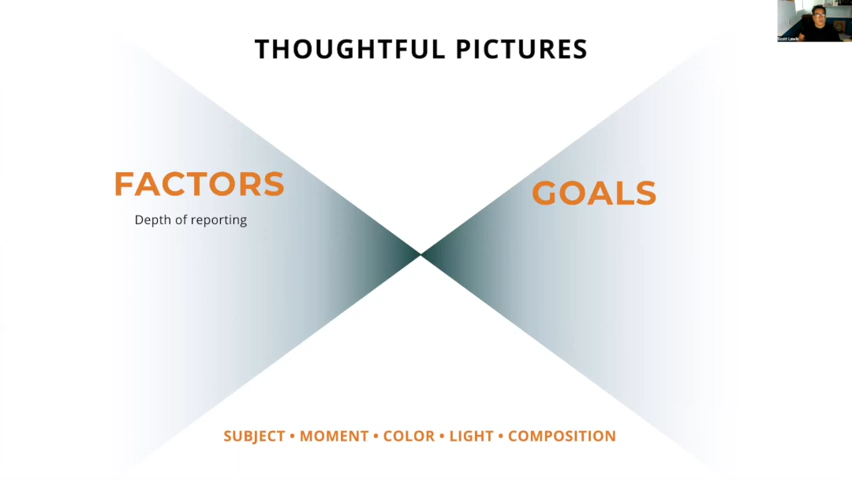 THOUGHTFUL PICTURES
FACTORS
Depth of reporting
GOALS
SUBJECT • MOMENT • COLOR • LIGHT • COMPOSITION